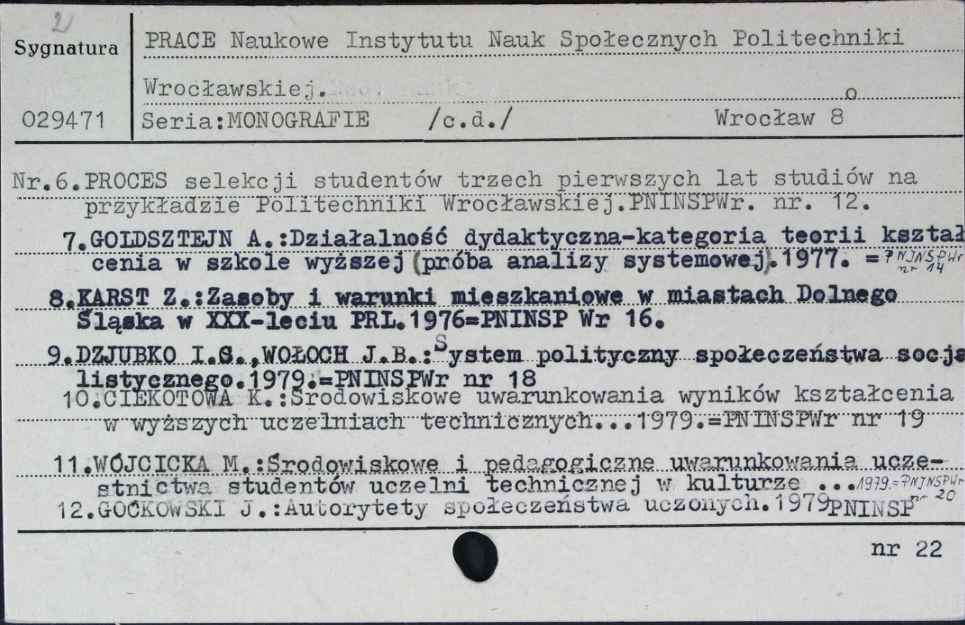 2
Sygnatura
PRACE Naukowe Instytutu Nauk Społecznych Politechniki
Wrocławskiej.
029471
Seria:MONOGRAFIE /c.d./ Wrocław 8o
Nr.6.PROCES selekcji studentów trzech pierwszych lat studiów na
przykładzie Politechniki Wrocławskiej.PNINSPWr. nr. 12.
7.GOLDSZTEJN A.:Działalność dydaktyczna-kategoria teorii kształ
cenia w szkole wyższej (próba analizy systemowej).1977. =PNJNSPWr
nr 14
8.KARST Z.:Zasoby i warunki mieszkaniowe w miastach Dolnego
Śląska w XXX-leciu PRL.1976=PNINSP Wr 16.
9.DZJUBKO I.S.,WOŁOCH J.B.:System polityczny społeczeństwa socja
listycznego.1979.=PNINSPWr nr 18
10.CIEKOTOWA K.:Środowiskowe uwarunkowania wyników kształcenia
w wyższych uczelniach technicznych...1979.=PNINSPWr nr 19
11.WÓJCICKA M.:Środowiskowe i pedagogiczne uwarunkowania ucze-
stnictwa studentów uczelni technicznej w kulturze ...1979.=PNJNSPWr
nr 20
12.GOĆKOWSKI J.:Autorytety społeczeństwa uczonych.1979PNINSP
nr 22